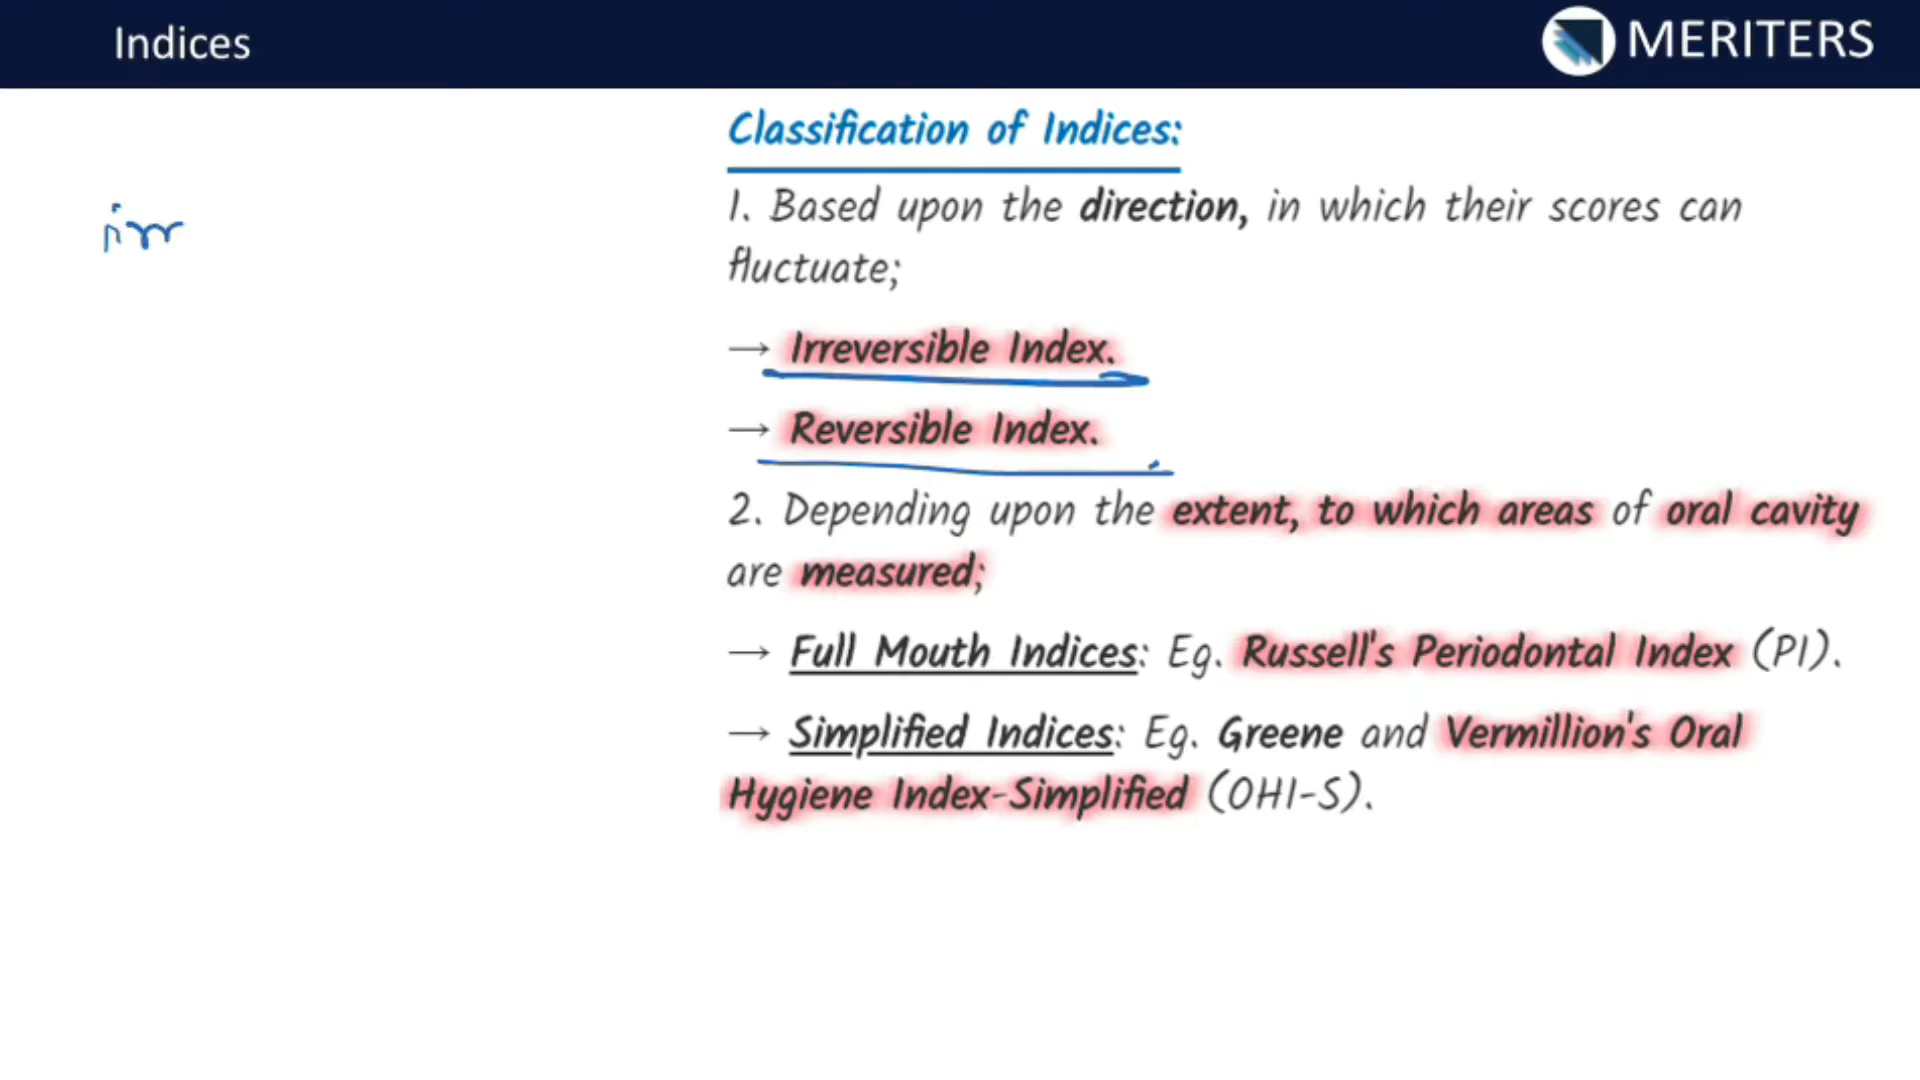 Indices
MERITERS
Classification of Indices:
irr
1. Based upon the direction, in which their scores can
fluctuate;
→ Irreversible Index.
→ Reversible Index.
2. Depending upon the extent, to which areas of oral cavity
are measured;
→ Full Mouth Indices: Eg. Russell's Periodontal Index (PI).
→ Simplified Indices: Eg. Greene and Vermillion's Oral
Hygiene Index-Simplified (OHI-S).